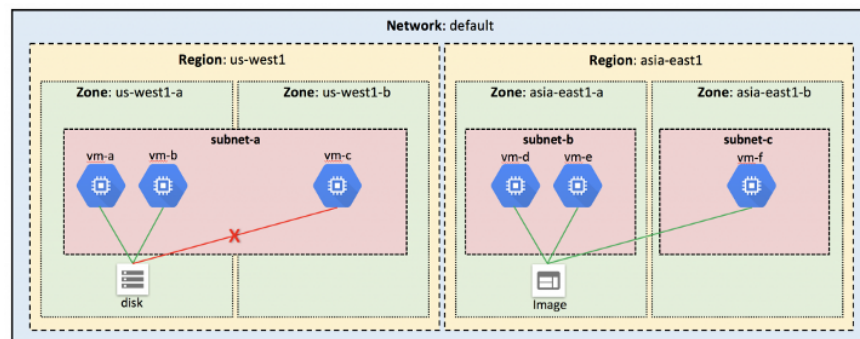 Network: default
Region: us-west1
Region: asia-east1
Zone: us-west1-a
Zone: us-west1-b
Zone: asia-east1-a
Zone: asia-east1-b
subnet-a
subnet-b
subnet-c
vm-a
vm-b
vm-c
vm-d
vm-e
vm-f
X
disk
Image